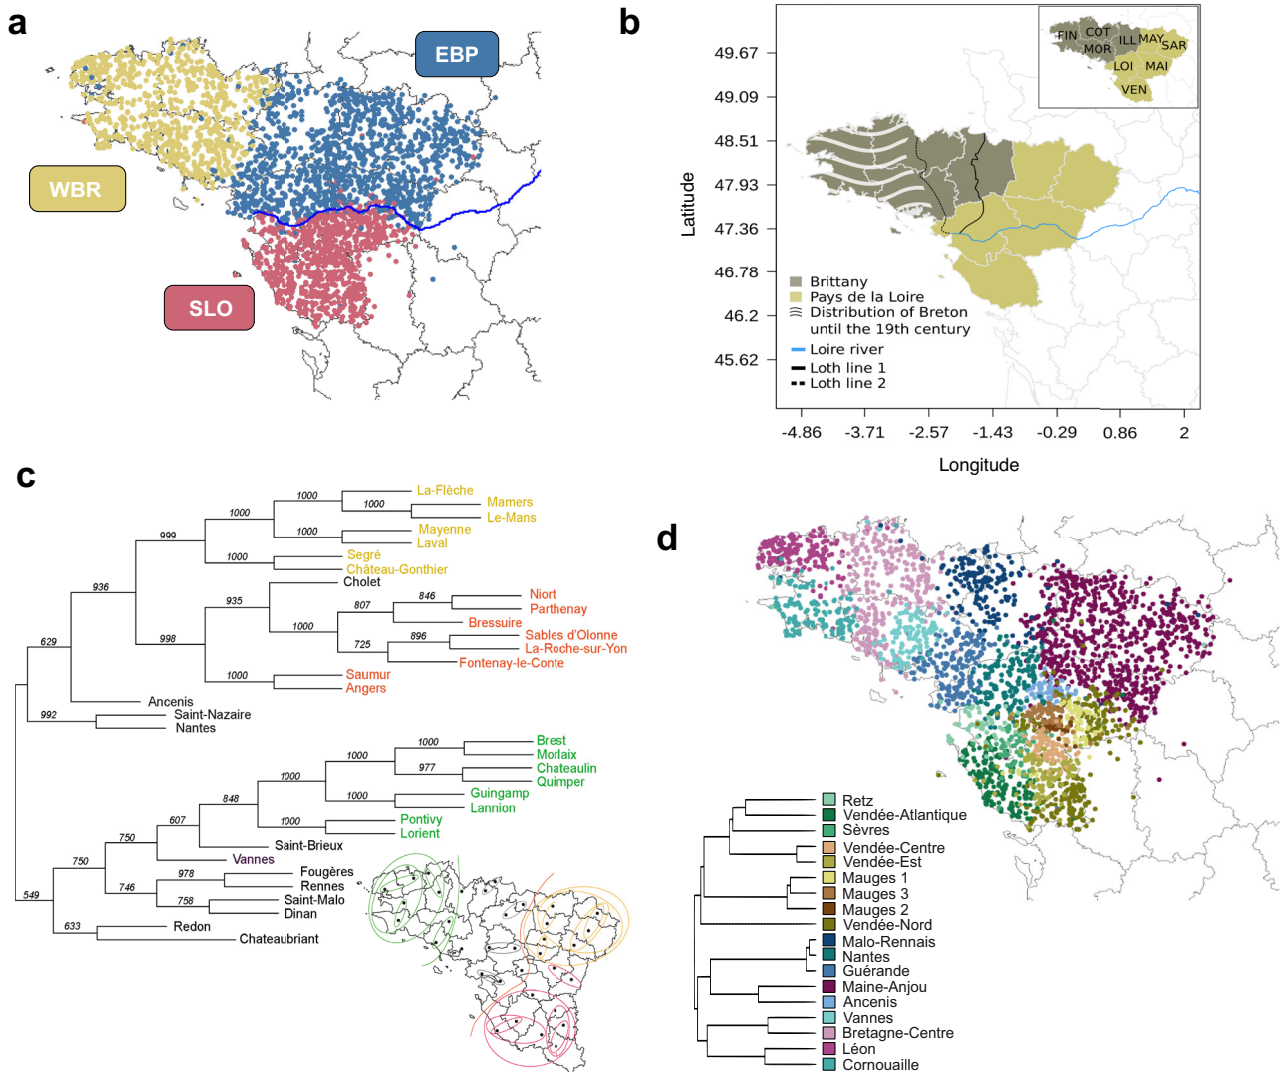 a
EBP
WBR
SLO
b
49.67
49.09
48.51
47.93
47.36
46.78
46.2
45.62
Latitude
FIN
COT
MOR
ILL
MAY
SAR
LOI
MAI
VEN
Brittany
Pays de la Loire
Distribution of Breton
until the 19th century
Loire river
Loth line 1
Loth line 2
-4.86
-3.71
-2.57
-1.43
-0.29
0.86
2
Longitude
c
1000
La-Flèche
1000
Mamers
Le-Mans
1000
999
1000
Mayenne
Laval
1000
Segré
Château-Gonthier
936
Cholet
935
846
Niort
Parthenay
807
Bressuire
1000
896
Sables d'Olonne
La-Roche-sur-Yon
725
Fontenay-le-Conte
998
629
1000
Saumur
Angers
Ancenis
992
Saint-Nazaire
Nantes
1000
Brest
Morlaix
1000
977
Chateaulin
Quimper
1000
1000
Guingamp
Lannion
848
1000
Pontivy
Lorient
607
Saint-Brieux
750
Vannes
750
978
Fougères
Rennes
746
758
Saint-Malo
Dinan
549
633
Redon
Chateaubriant
d
Retz
Vendée-Atlantique
Sèvres
Vendée-Centre
Vendée-Est
Mauges 1
Mauges 3
Mauges 2
Vendée-Nord
Malo-Rennais
Nantes
Guérande
Maine-Anjou
Ancenis
Vannes
Bretagne-Centre
Léon
Cornouaille